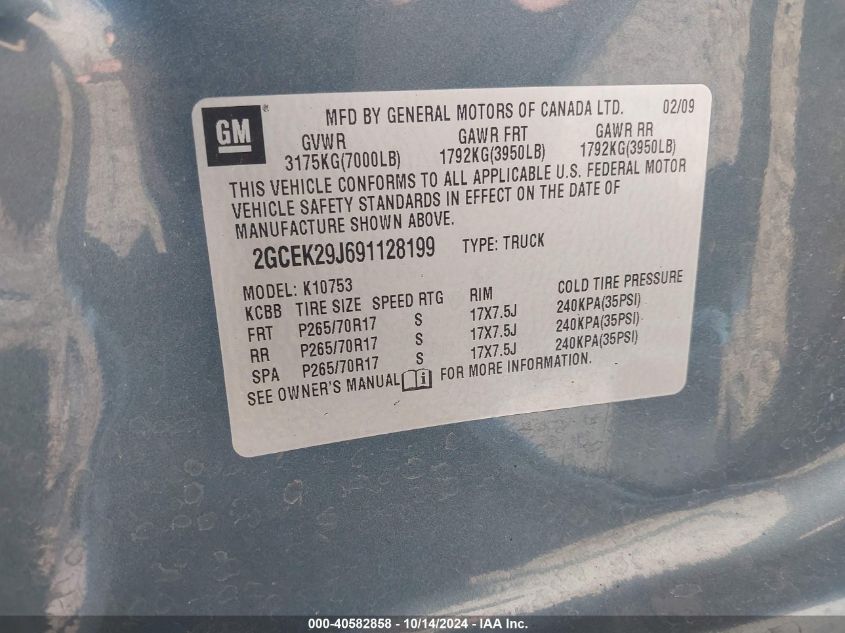 GM®
MFD BY GENERAL MOTORS OF CANADA LTD. 02/09
GVWR GAWR FRT GAWR RR
3175KG(7000LB) 1792KG(3950LB) 1792KG(3950LB)
THIS VEHICLE CONFORMS TO ALL APPLICABLE U.S. FEDERAL MOTOR
VEHICLE SAFETY STANDARDS IN EFFECT ON THE DATE OF
MANUFACTURE SHOWN ABOVE.
2GCEK29J691128199 TYPE: TRUCK
MODEL: K10753
KCBB TIRE SIZE SPEED RTG RIM COLD TIRE PRESSURE
FRT P265/70R17 S 17X7.5J 240KPA(35PSI)
RR P265/70R17 S 17X7.5J 240KPA(35PSI)
SPA P265/70R17 S 17X7.5J 240KPA(35PSI)
SEE OWNER'S MANUAL i FOR MORE INFORMATION.
000-40582858 - 10/14/2024 - IAA Inc.